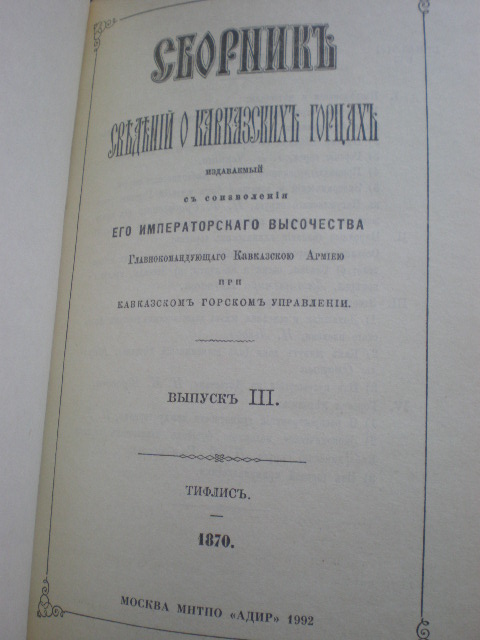 СБОРНИКЪ
СВѢДѢНІЙ О КАВКАЗСКИХЪ ГОРЦАХЪ
ИЗДАВАЕМЫЙ
СЪ СОИЗВОЛЕНІЯ
ЕГО ИМПЕРАТОРСКАГО ВЫСОЧЕСТВА
ГЛАВНОКОМАНДУЮЩАГО КАВКАЗСКОЮ АРМІЕЮ
ПРИ
КАВКАЗСКОМЪ ГОРСКОМЪ УПРАВЛЕНІИ.
ВЫПУСКЪ III.
ТИФЛИСЪ.
1870.
МОСКВА МИТПО «АДИР» 1992